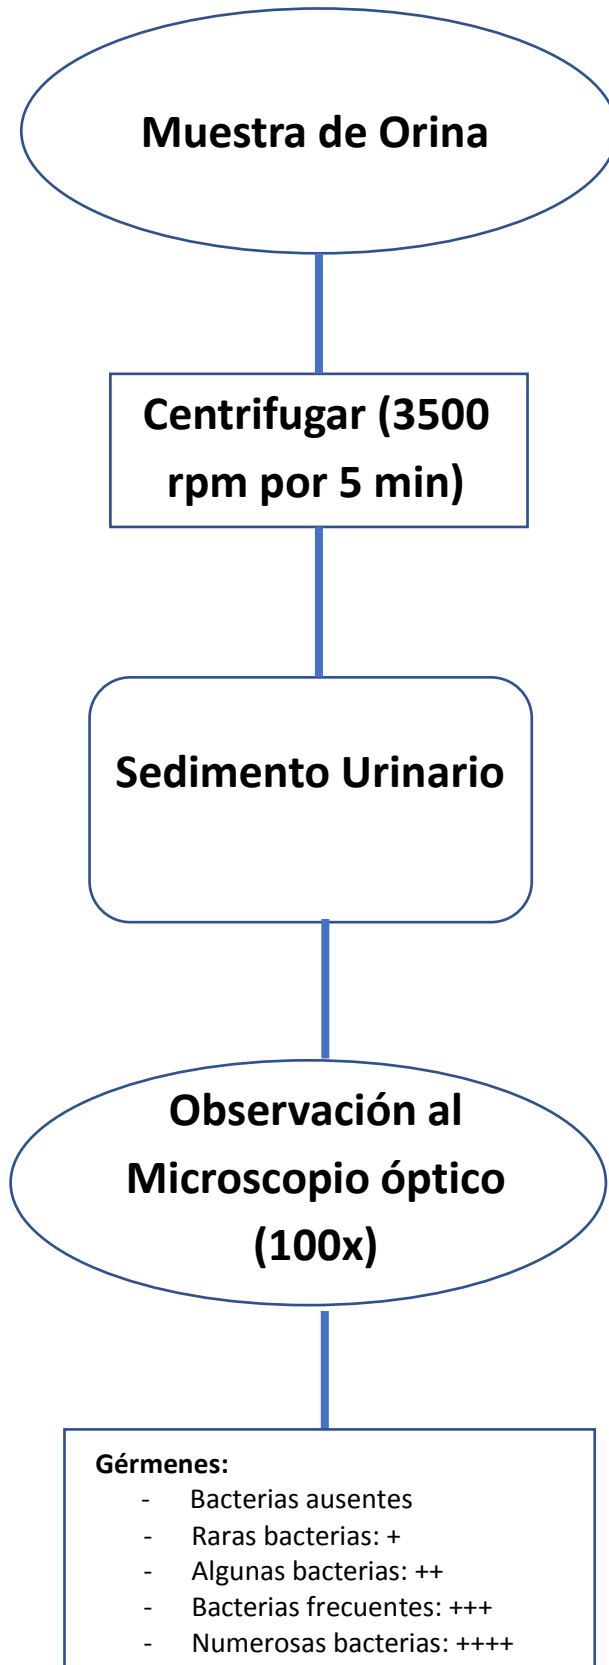 Muestra de Orina
Centrifugar (3500
rpm por 5 min)
Sedimento Urinario
Observación al
Microscopio óptico
(100x)
Gérmenes:
- Bacterias ausentes
- Raras bacterias: +
- Algunas bacterias: ++
- Bacterias frecuentes: +++
- Numerosas bacterias: ++++